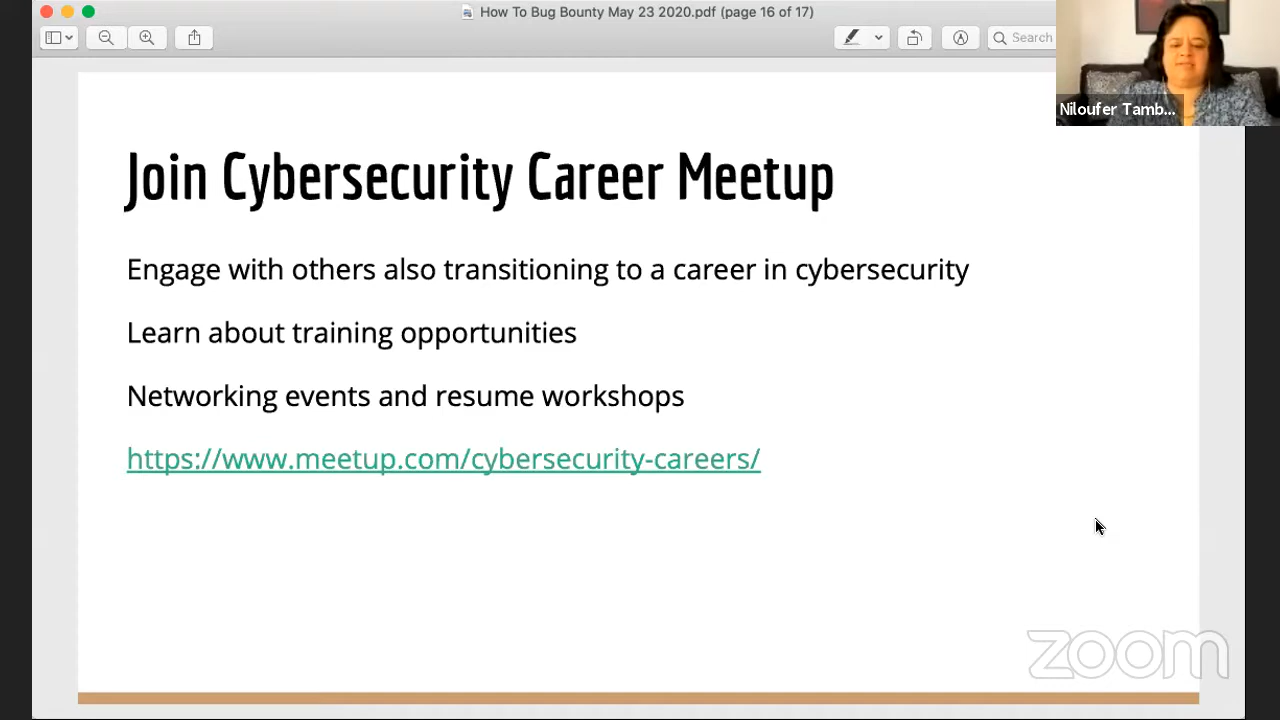 How To Bug Bounty May 23 2020.pdf (page 16 of 17)
Search
Niloufer Tamb...
Join Cybersecurity Career Meetup
Engage with others also transitioning to a career in cybersecurity
Learn about training opportunities
Networking events and resume workshops
https://www.meetup.com/cybersecurity-careers/
zoom